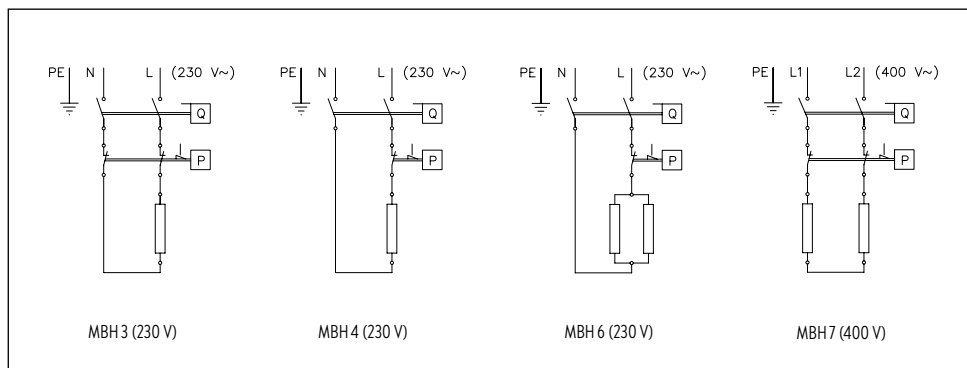 PE N L (230 V~)
Q
P
MBH 3 (230 V)
PE N L (230 V~)
Q
P
MBH 4 (230 V)
PE N L (230 V~)
Q
P
MBH 6 (230 V)
PE L1 L2 (400 V~)
Q
P
MBH 7 (400 V)